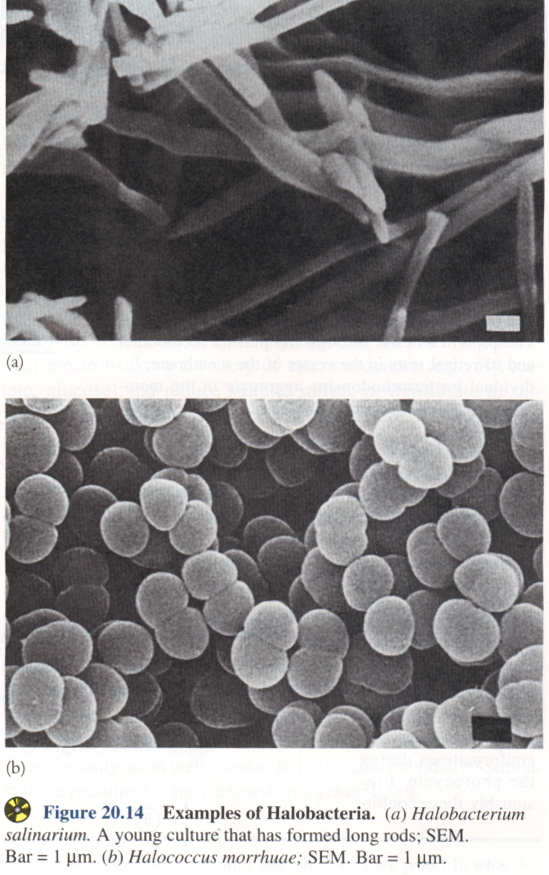 (a)
and 
(b)
Figure 20.14 Examples of Halobacteria. (a) Halobacterium
salinarium. A young culture that has formed long rods; SEM.
Bar = 1 μm. (b) Halococcus morrhuae; SEM. Bar = 1 μm.